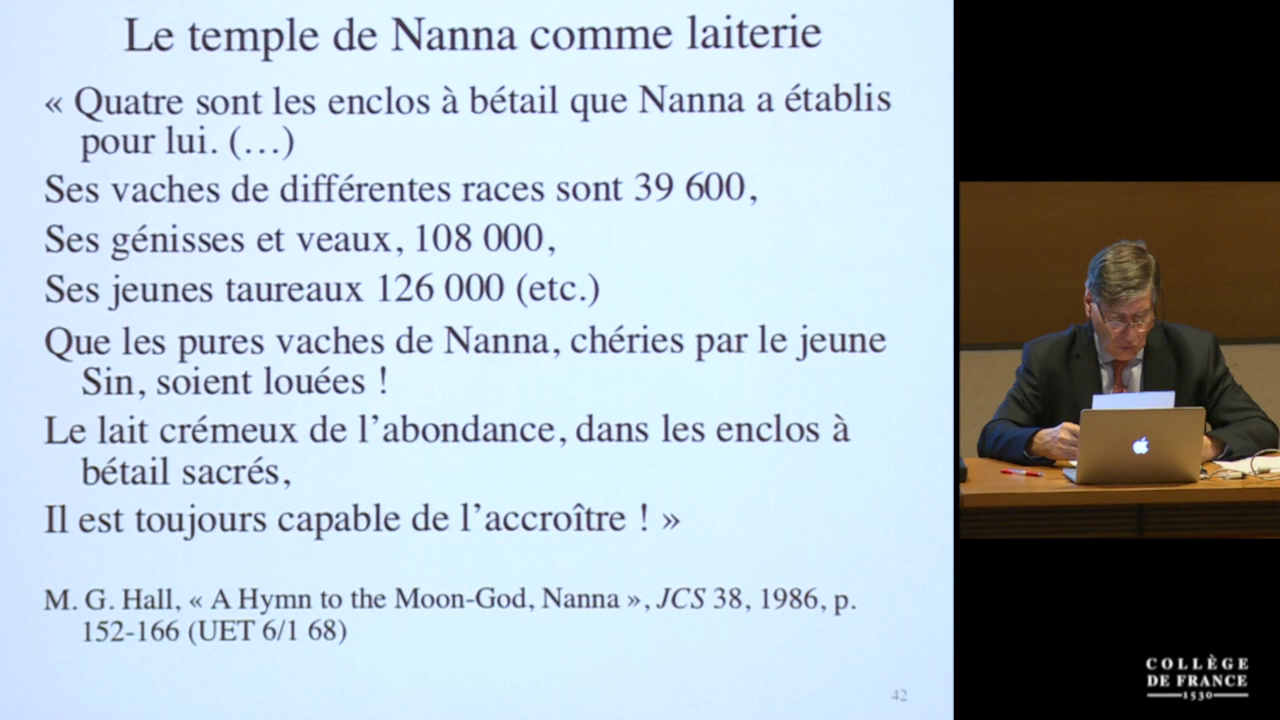 Le temple de Nanna comme laiterie
« Quatre sont les enclos à bétail que Nanna a établis
pour lui. (…)
Ses vaches de différentes races sont 39 600,
Ses génisses et veaux, 108 000,
Ses jeunes taureaux 126 000 (etc.)
Que les pures vaches de Nanna, chéries par le jeune
Sin, soient louées !
Le lait crémeux de l’abondance, dans les enclos à
bétail sacrés,
Il est toujours capable de l’accroître ! »
M. G. Hall, « A Hymn to the Moon-God, Nanna », JCS 38, 1986, p.
152-166 (UET 6/1 68)
42
COLLÈGE
DE FRANCE
1530